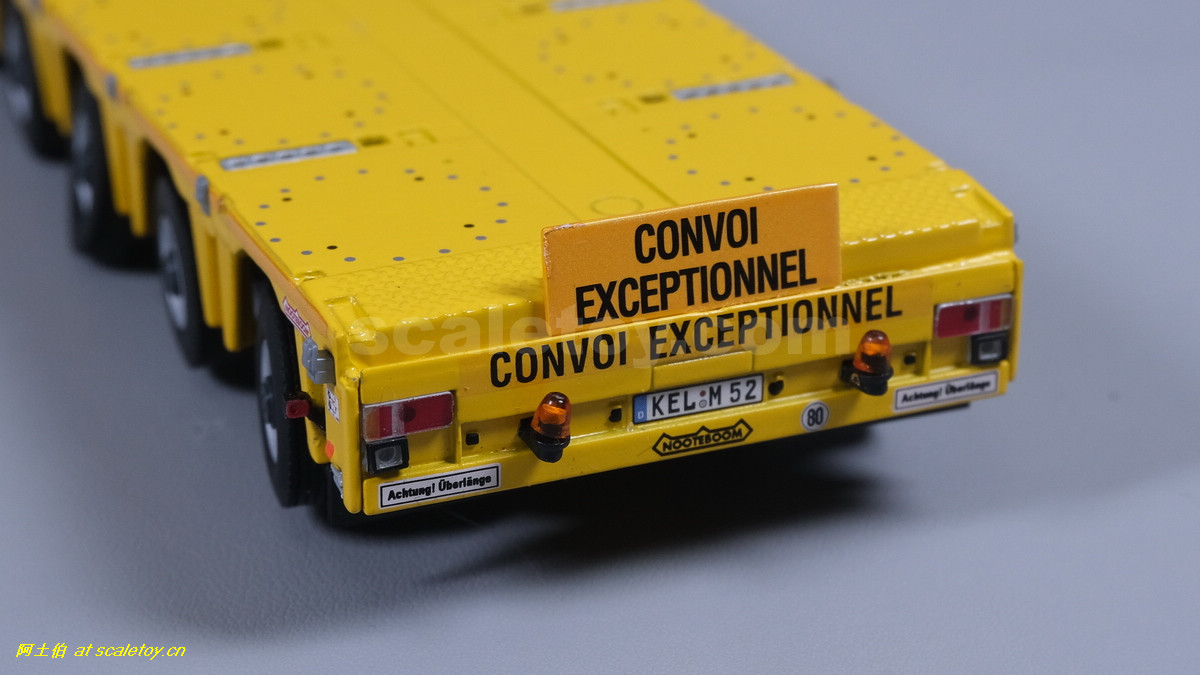 CONVOI
EXCEPTIONNEL
CONVOI EXCEPTIONNEL
scaletoy.com
KEL M 52
D
80
NOOTEBOOM
Achtung! Überlänge
Achtung! Überlänge
阿土伯 at scaletoy.cn